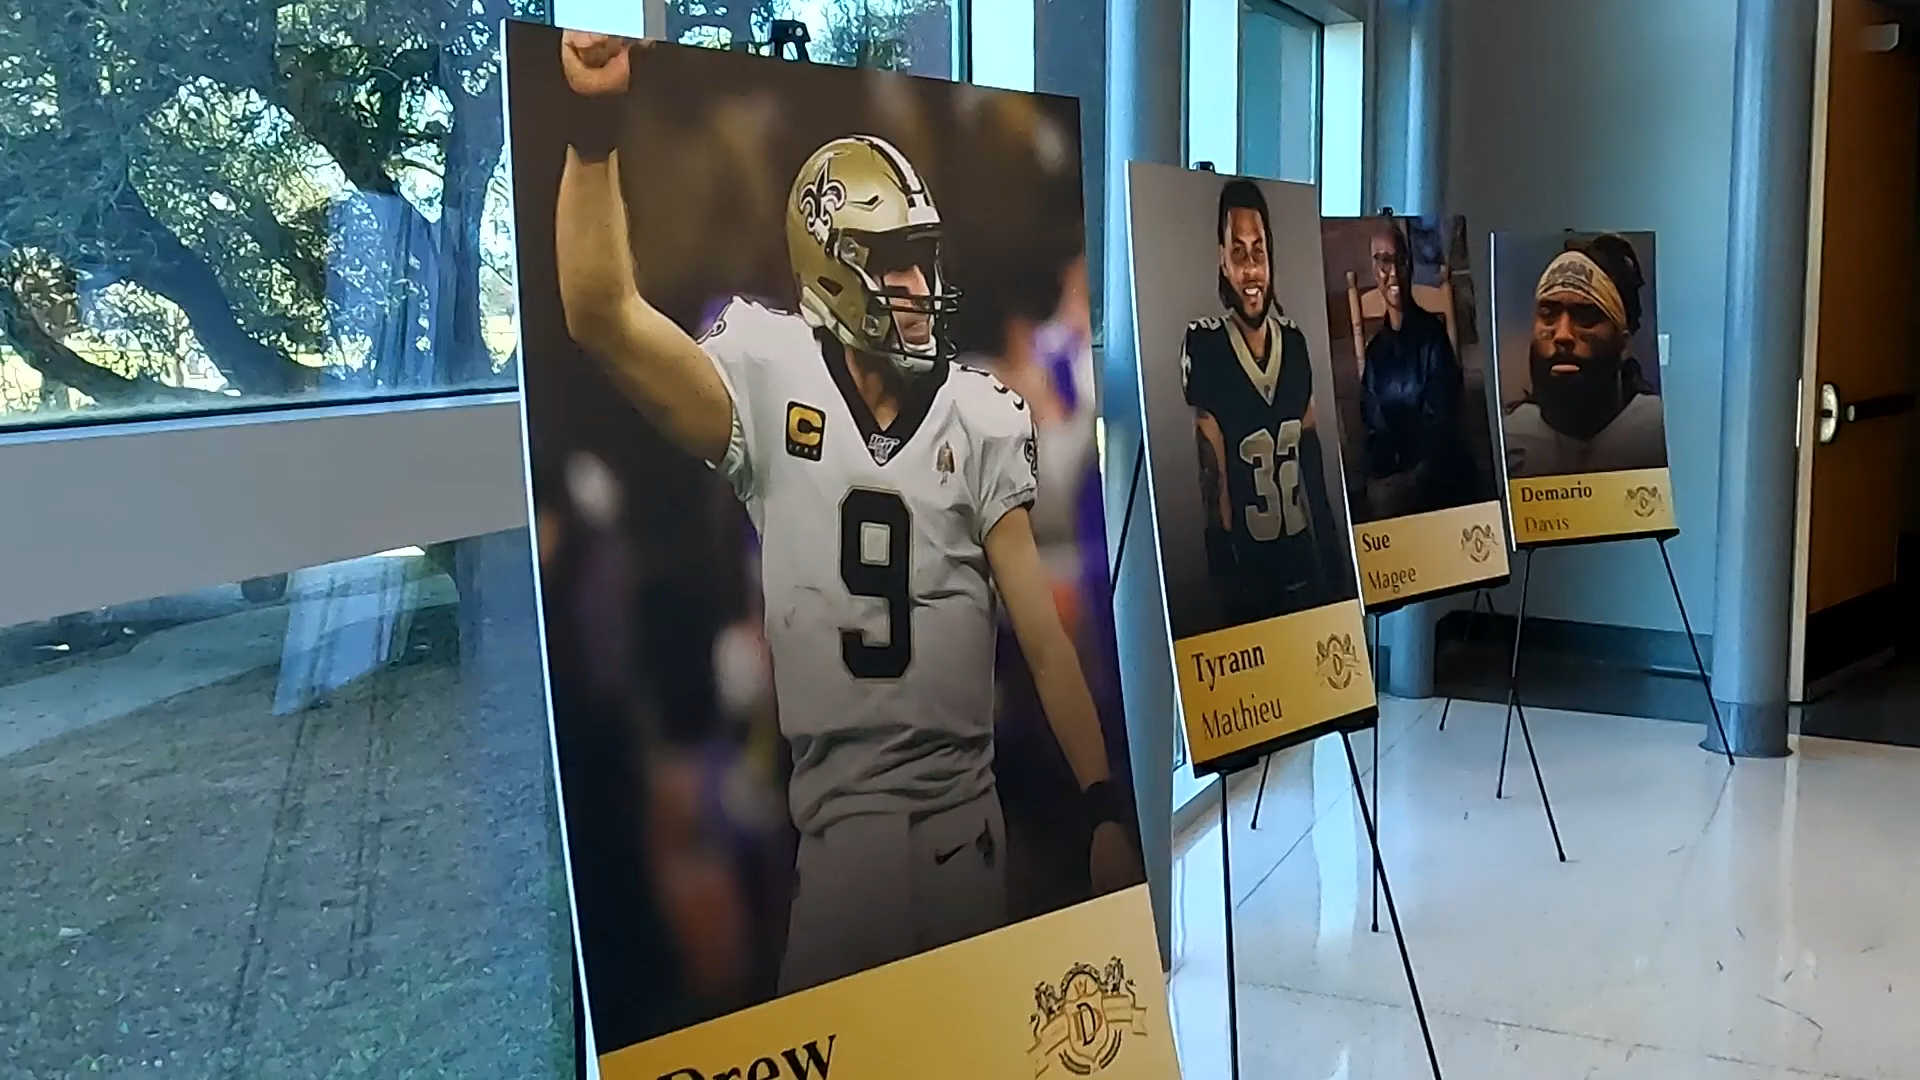 C
9
Drew
D
32
Tyrann
Mathieu
D
Sue
Magee
D
Demario
Davis
D